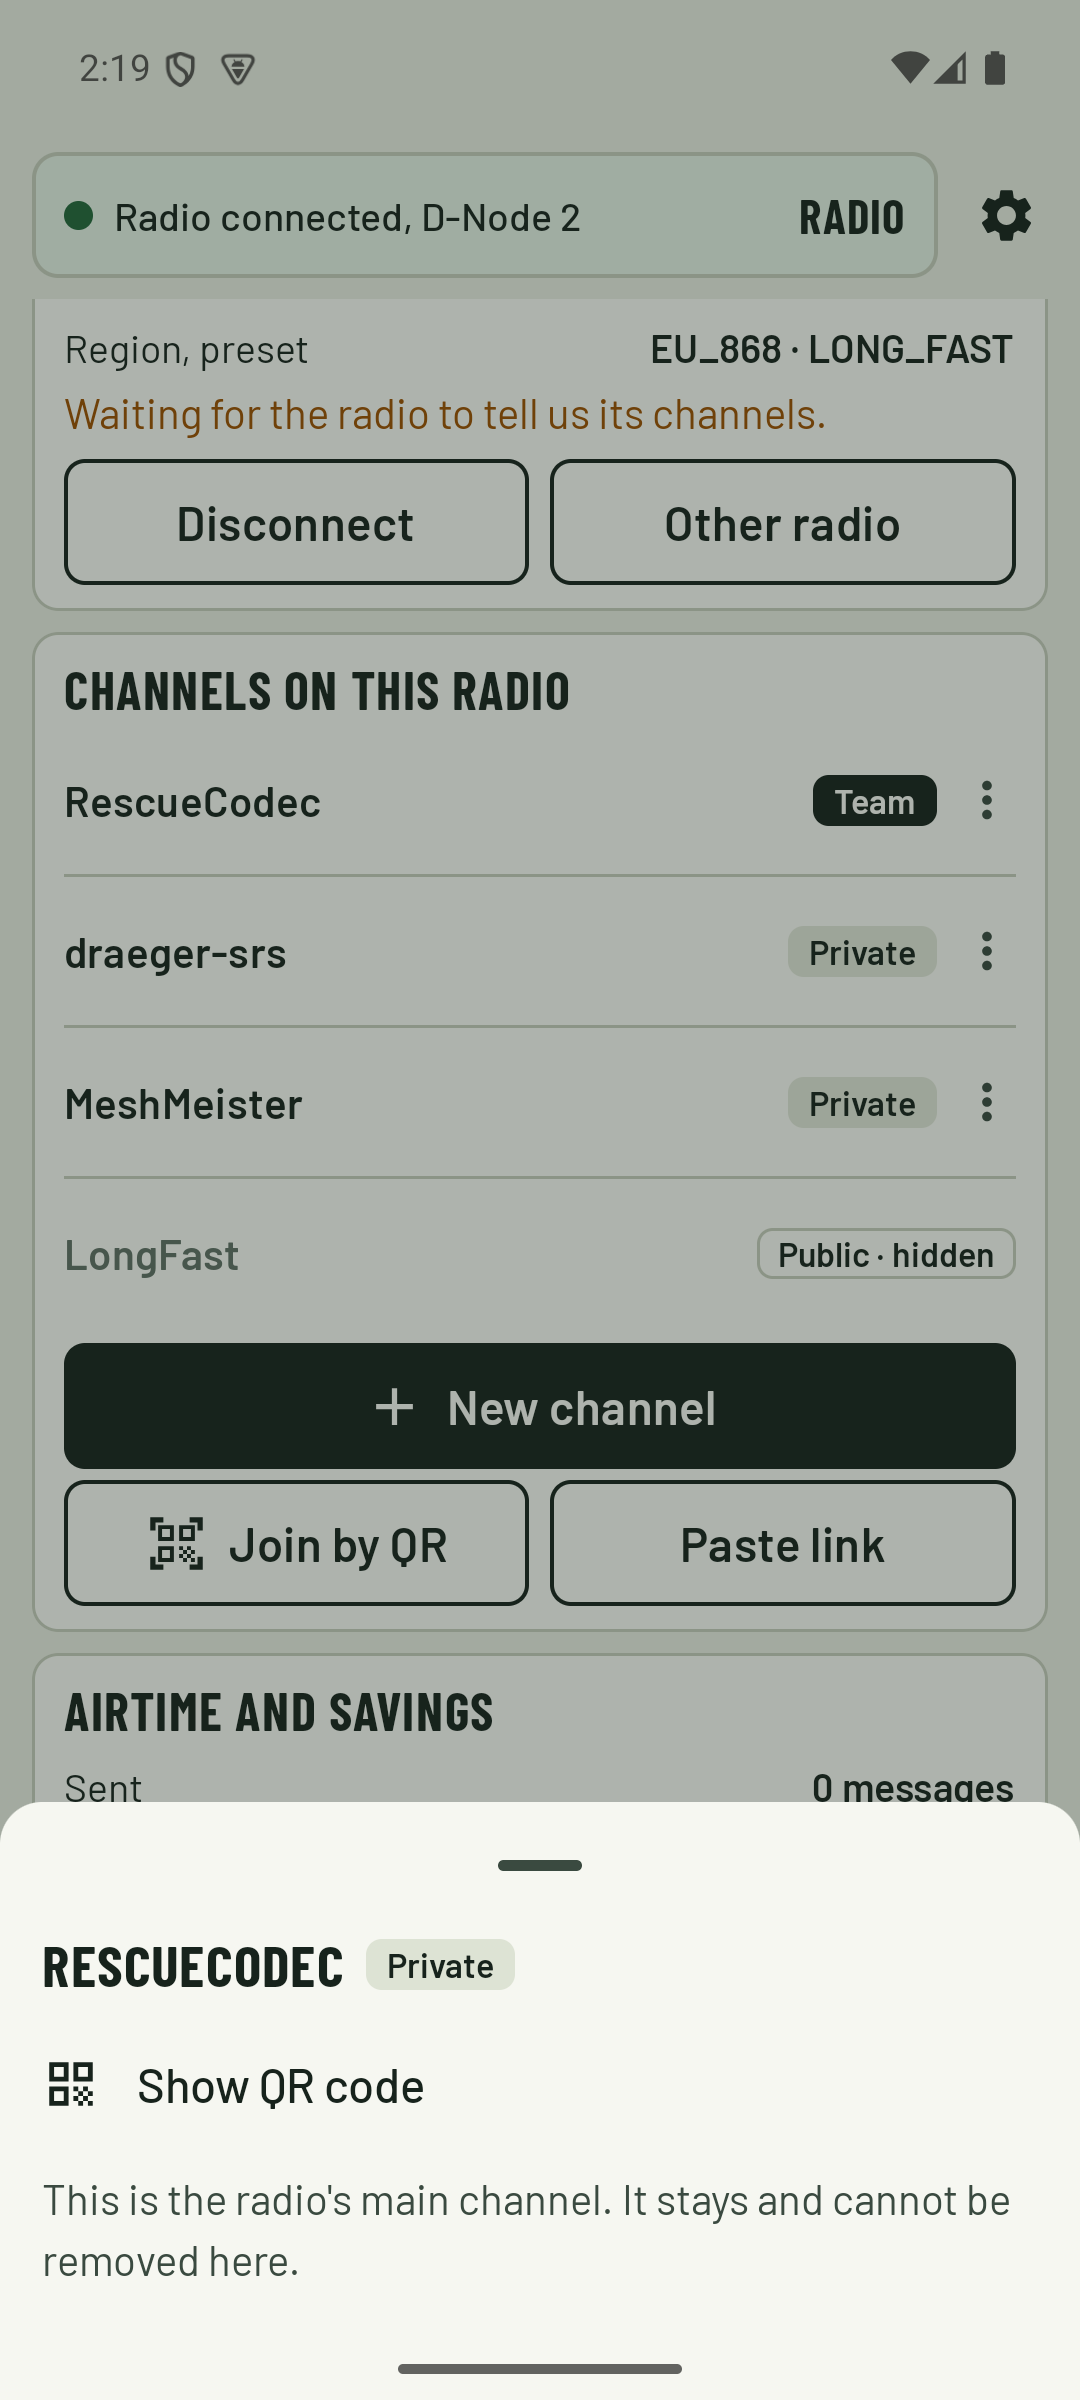 2:19
Radio connected, D-Node 2
RADIO
Region, preset
EU_868 · LONG_FAST
Waiting for the radio to tell us its channels.
Disconnect
Other radio
CHANNELS ON THIS RADIO
RescueCodec
Team
draeger-srs
Private
MeshMeister
Private
LongFast
Public · hidden
New channel
Join by QR
Paste link
AIRTIME AND SAVINGS
Sent
0 messages
RESCUECODEC
Private
Show QR code
This is the radio's main channel. It stays and cannot be
removed here.